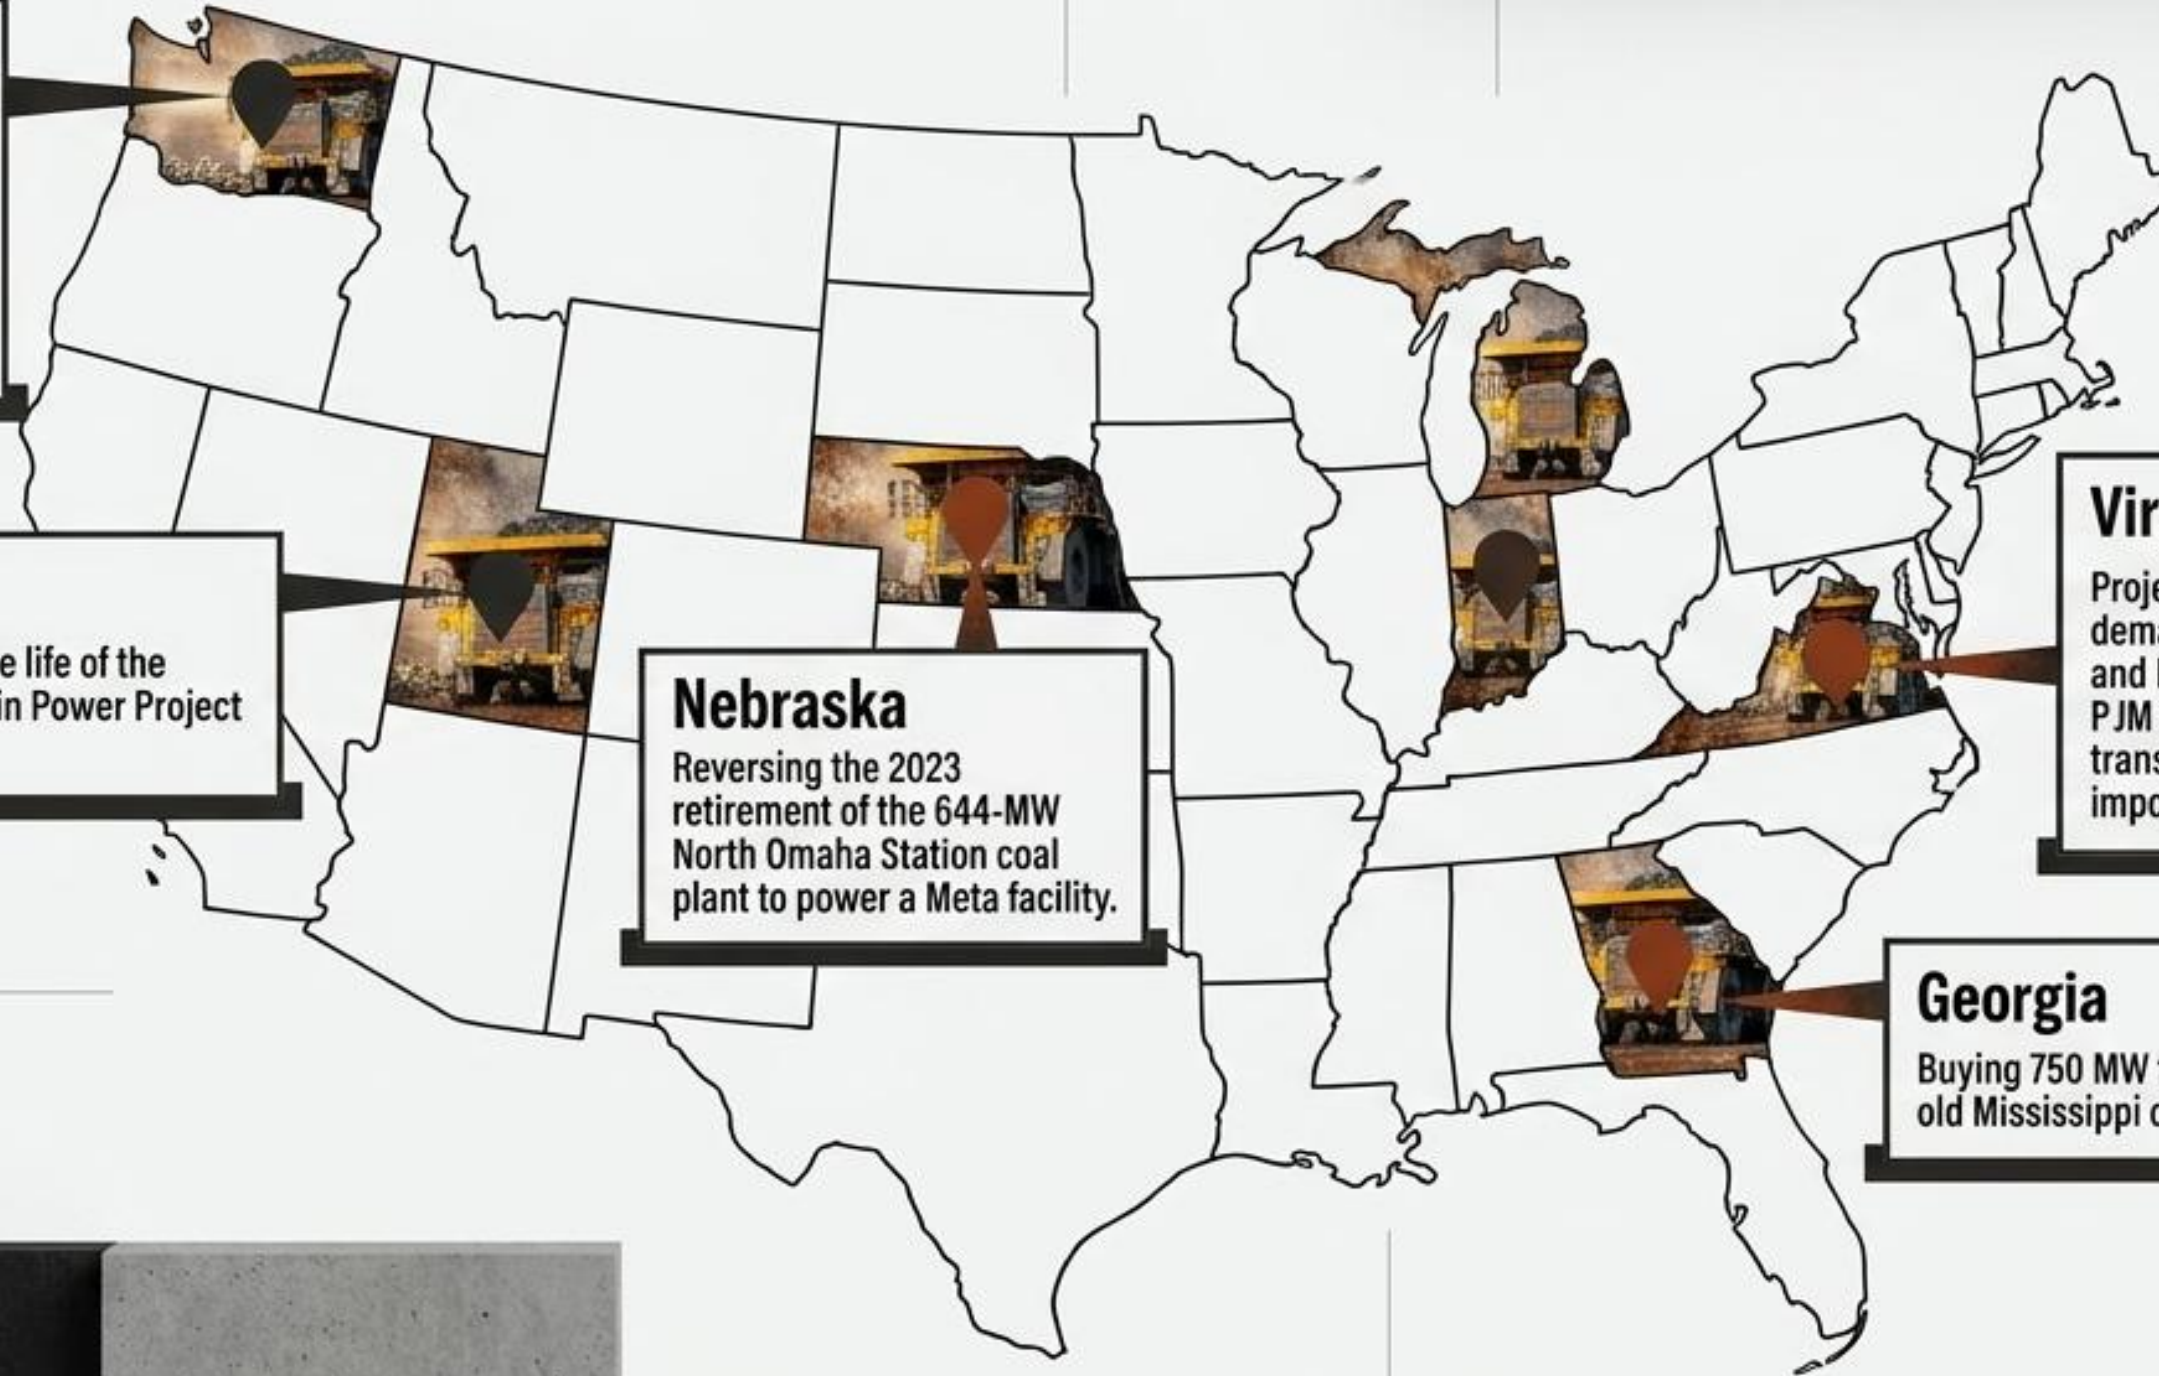 e life of the
in Power Project
Nebraska
Reversing the 2023
retirement of the 644-MW
North Omaha Station coal
plant to power a Meta facility.
Vir
Proje
dema
and
PJM
trans
impo
Georgia
Buying 750 MW
old Mississippi